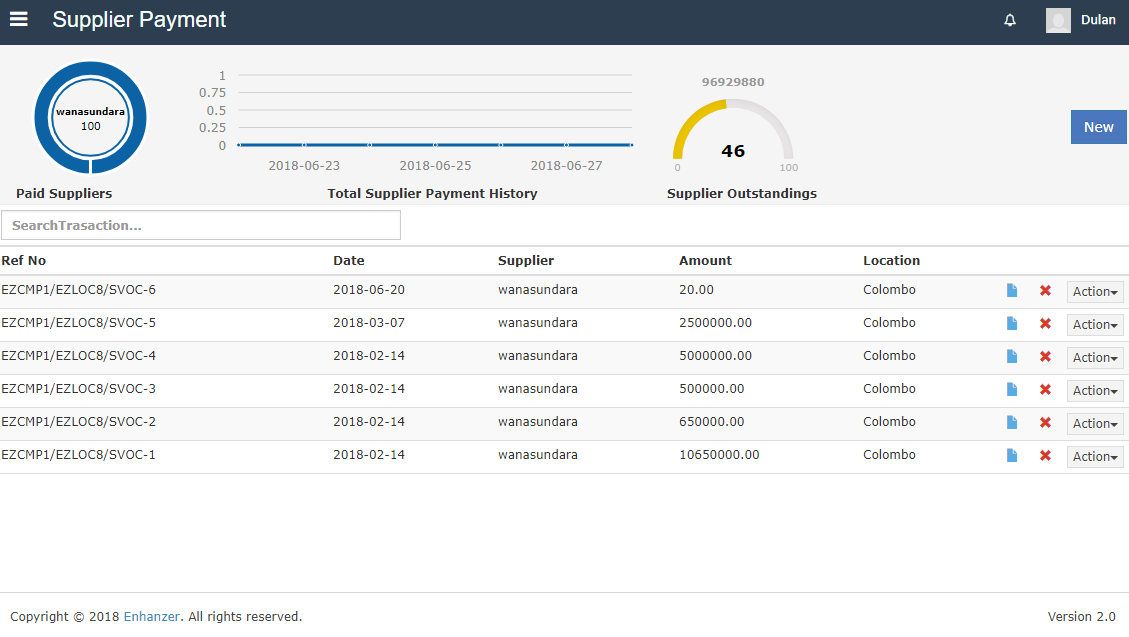 Supplier Payment
Dulan
wanasundara
100
Paid Suppliers
1
0.75
0.5
0.25
0
2018-06-23 2018-06-25 2018-06-27
Total Supplier Payment History
96929880
46
0 100
Supplier Outstandings
New
SearchTrasaction...
Ref No Date Supplier Amount Location
EZCMP1/EZLOC8/SVOC-6 2018-06-20 wanasundara 20.00 Colombo Action
EZCMP1/EZLOC8/SVOC-5 2018-03-07 wanasundara 2500000.00 Colombo Action
EZCMP1/EZLOC8/SVOC-4 2018-02-14 wanasundara 5000000.00 Colombo Action
EZCMP1/EZLOC8/SVOC-3 2018-02-14 wanasundara 500000.00 Colombo Action
EZCMP1/EZLOC8/SVOC-2 2018-02-14 wanasundara 650000.00 Colombo Action
EZCMP1/EZLOC8/SVOC-1 2018-02-14 wanasundara 10650000.00 Colombo Action
Copyright © 2018 Enhanzer. All rights reserved. Version 2.0